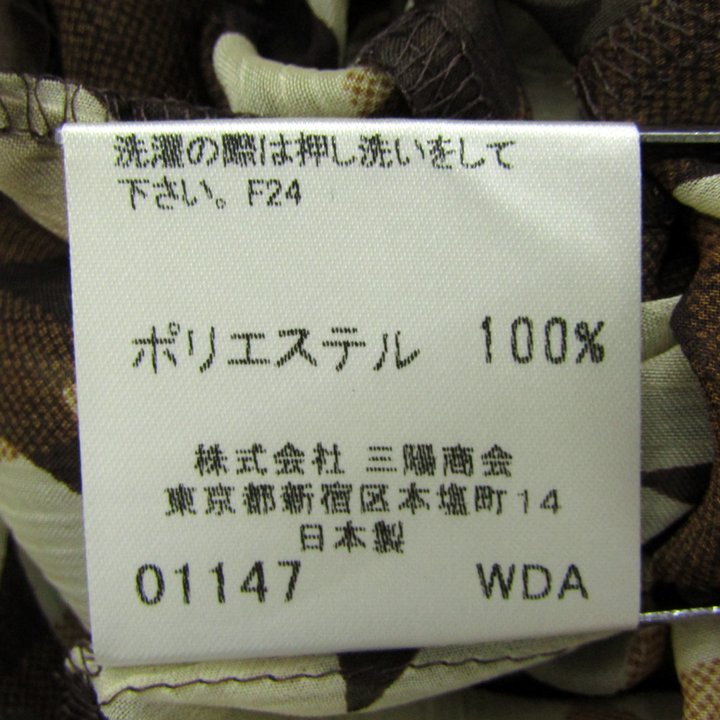 洗濯の際は押し洗いをして
下さい。F24
ポリエステル 100%
株式会社 三陽商会
東京都新宿区本塩町14
日本製
01147 WDA